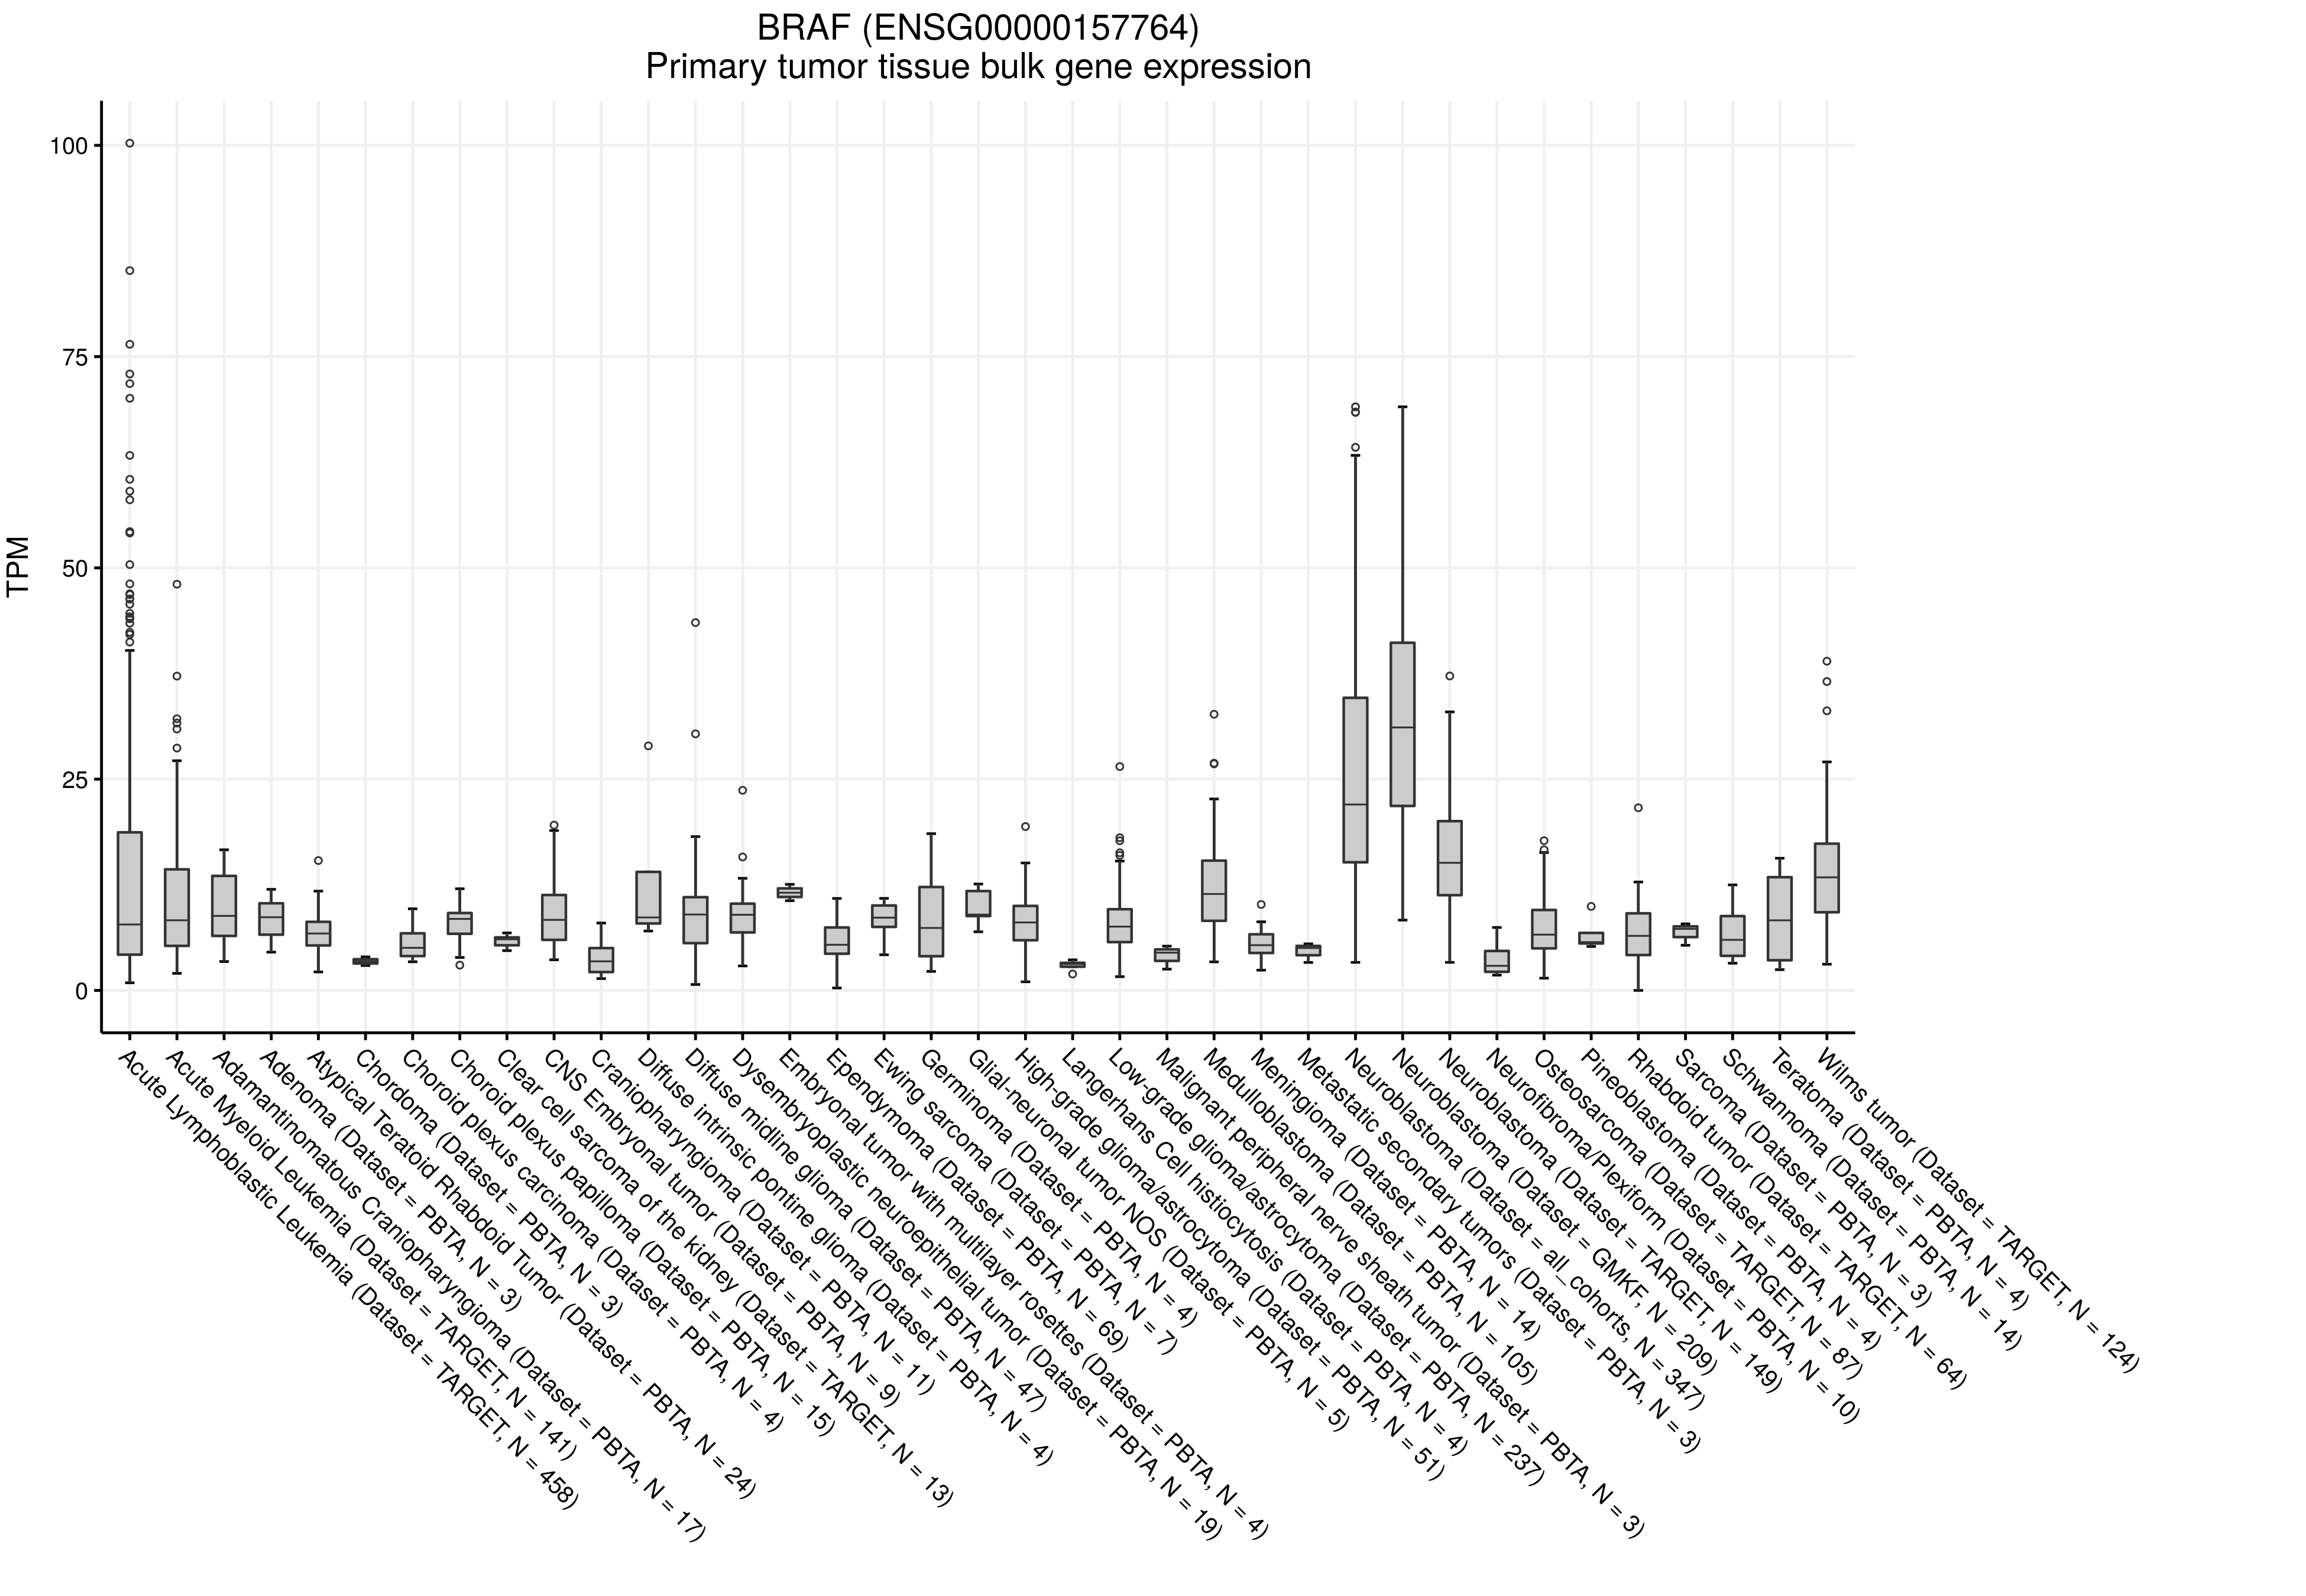 BRAF (ENSG00000157764)
Primary tumor tissue bulk gene expression
TPM
100
75
50
25
0
Acute Lymphoblastic Leukemia (Dataset = TARGET, N = 458)
Acute Myeloid Leukemia (Dataset = TARGET, N = 141)
Adamantinomatous Craniopharyngioma (Dataset = PBTA, N = 17)
Adenoma (Dataset = PBTA, N = 3)
Atypical Teratoid Rhabdoid Tumor (Dataset = PBTA, N = 24)
Chordoma (Dataset = PBTA, N = 3)
Choroid plexus carcinoma (Dataset = PBTA, N = 4)
Choroid plexus papilloma (Dataset = PBTA, N = 15)
Clear cell sarcoma of the kidney (Dataset = TARGET, N = 13)
CNS Embryonal tumor (Dataset = PBTA, N = 9)
Craniopharyngioma (Dataset = PBTA, N = 11)
Diffuse intrinsic pontine glioma (Dataset = PBTA, N = 4)
Diffuse midline glioma (Dataset = PBTA, N = 47)
Dysembryoplastic neuroepithelial tumor (Dataset = PBTA, N = 19)
Embryonal tumor with multilayer rosettes (Dataset = PBTA, N = 4)
Ependymoma (Dataset = PBTA, N = 69)
Ewing sarcoma (Dataset = PBTA, N = 7)
Germinoma (Dataset = PBTA, N = 4)
Glial-neuronal tumor NOS (Dataset = PBTA, N = 5)
High-grade glioma/astrocytoma (Dataset = PBTA, N = 51)
Langerhans Cell histiocytosis (Dataset = PBTA, N = 4)
Low-grade glioma/astrocytoma (Dataset = PBTA, N = 237)
Malignant peripheral nerve sheath tumor (Dataset = PBTA, N = 3)
Medulloblastoma (Dataset = PBTA, N = 105)
Meningioma (Dataset = PBTA, N = 14)
Metastatic secondary tumors (Dataset = PBTA, N = 3)
Neuroblastoma (Dataset = all_cohorts, N = 347)
Neuroblastoma (Dataset = GMKF, N = 209)
Neuroblastoma (Dataset = TARGET, N = 149)
Neurofibroma/Plexiform (Dataset = PBTA, N = 10)
Osteosarcoma (Dataset = TARGET, N = 87)
Pineoblastoma (Dataset = PBTA, N = 4)
Rhabdoid tumor (Dataset = TARGET, N = 64)
Sarcoma (Dataset = PBTA, N = 3)
Schwannoma (Dataset = PBTA, N = 14)
Teratoma (Dataset = PBTA, N = 4)
Wilms tumor (Dataset = TARGET, N = 124)